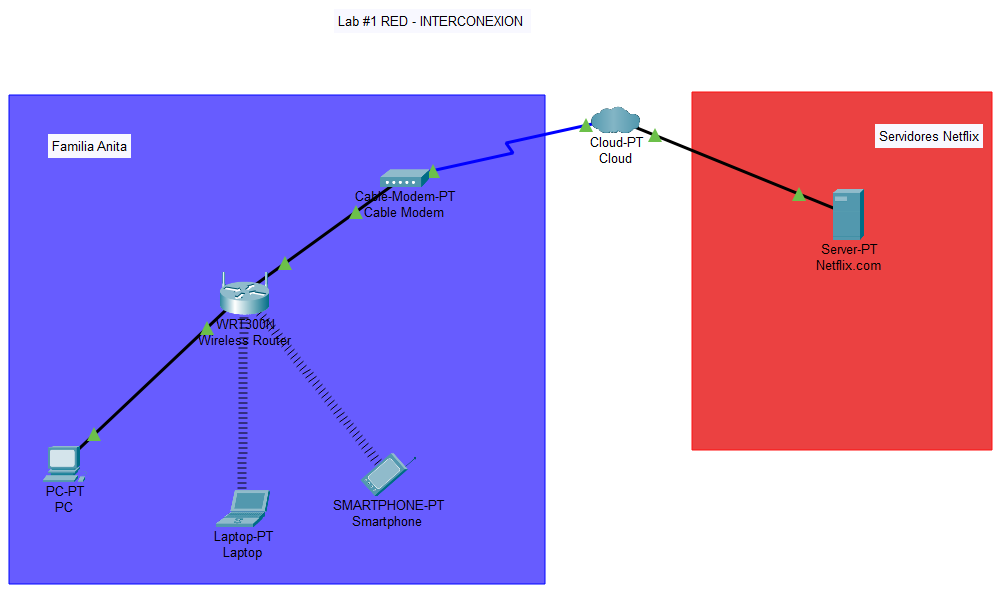 Lab #1 RED - INTERCONEXION
Familia Anita
Servidores Netflix
Cloud-PT
Cloud
Cable-Modem-PT
Cable Modem
Server-PT
Netflix.com
WRT300N
Wireless Router
PC-PT
PC
SMARTPHONE-PT
Smartphone
Laptop-PT
Laptop